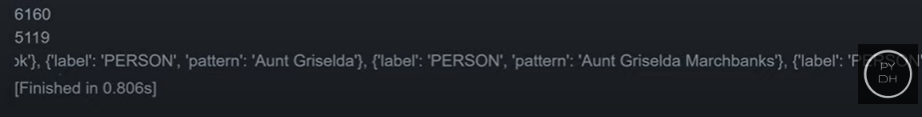 6160
5119
ok'}, {'label': 'PERSON', 'pattern': 'Aunt Griselda'}, {'label': 'PERSON', 'pattern': 'Aunt Griselda Marchbanks'}, {'label': 'PERSON'
[Finished in 0.806s]
PY
DH